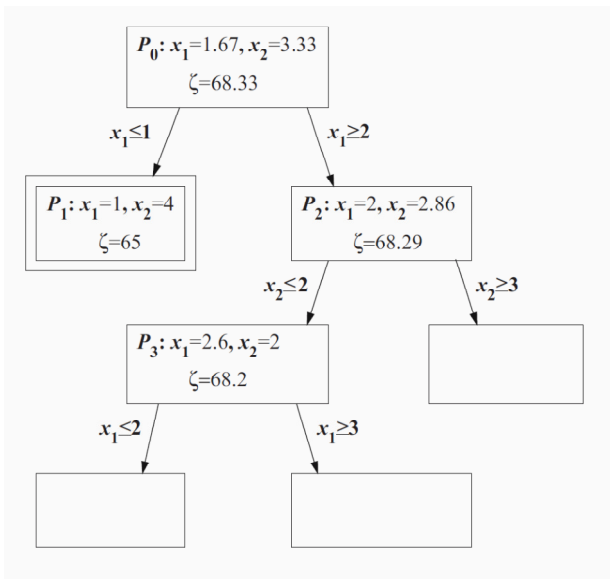 P₀: x₁=1.67, x₂=3.33
ζ=68.33
x₁≤1
x₁≥2
P₁: x₁=1, x₂=4
ζ=65
P₂: x₁=2, x₂=2.86
ζ=68.29
x₂≤2
x₂≥3
P₃: x₁=2.6, x₂=2
ζ=68.2
x₁≤2
x₁≥3